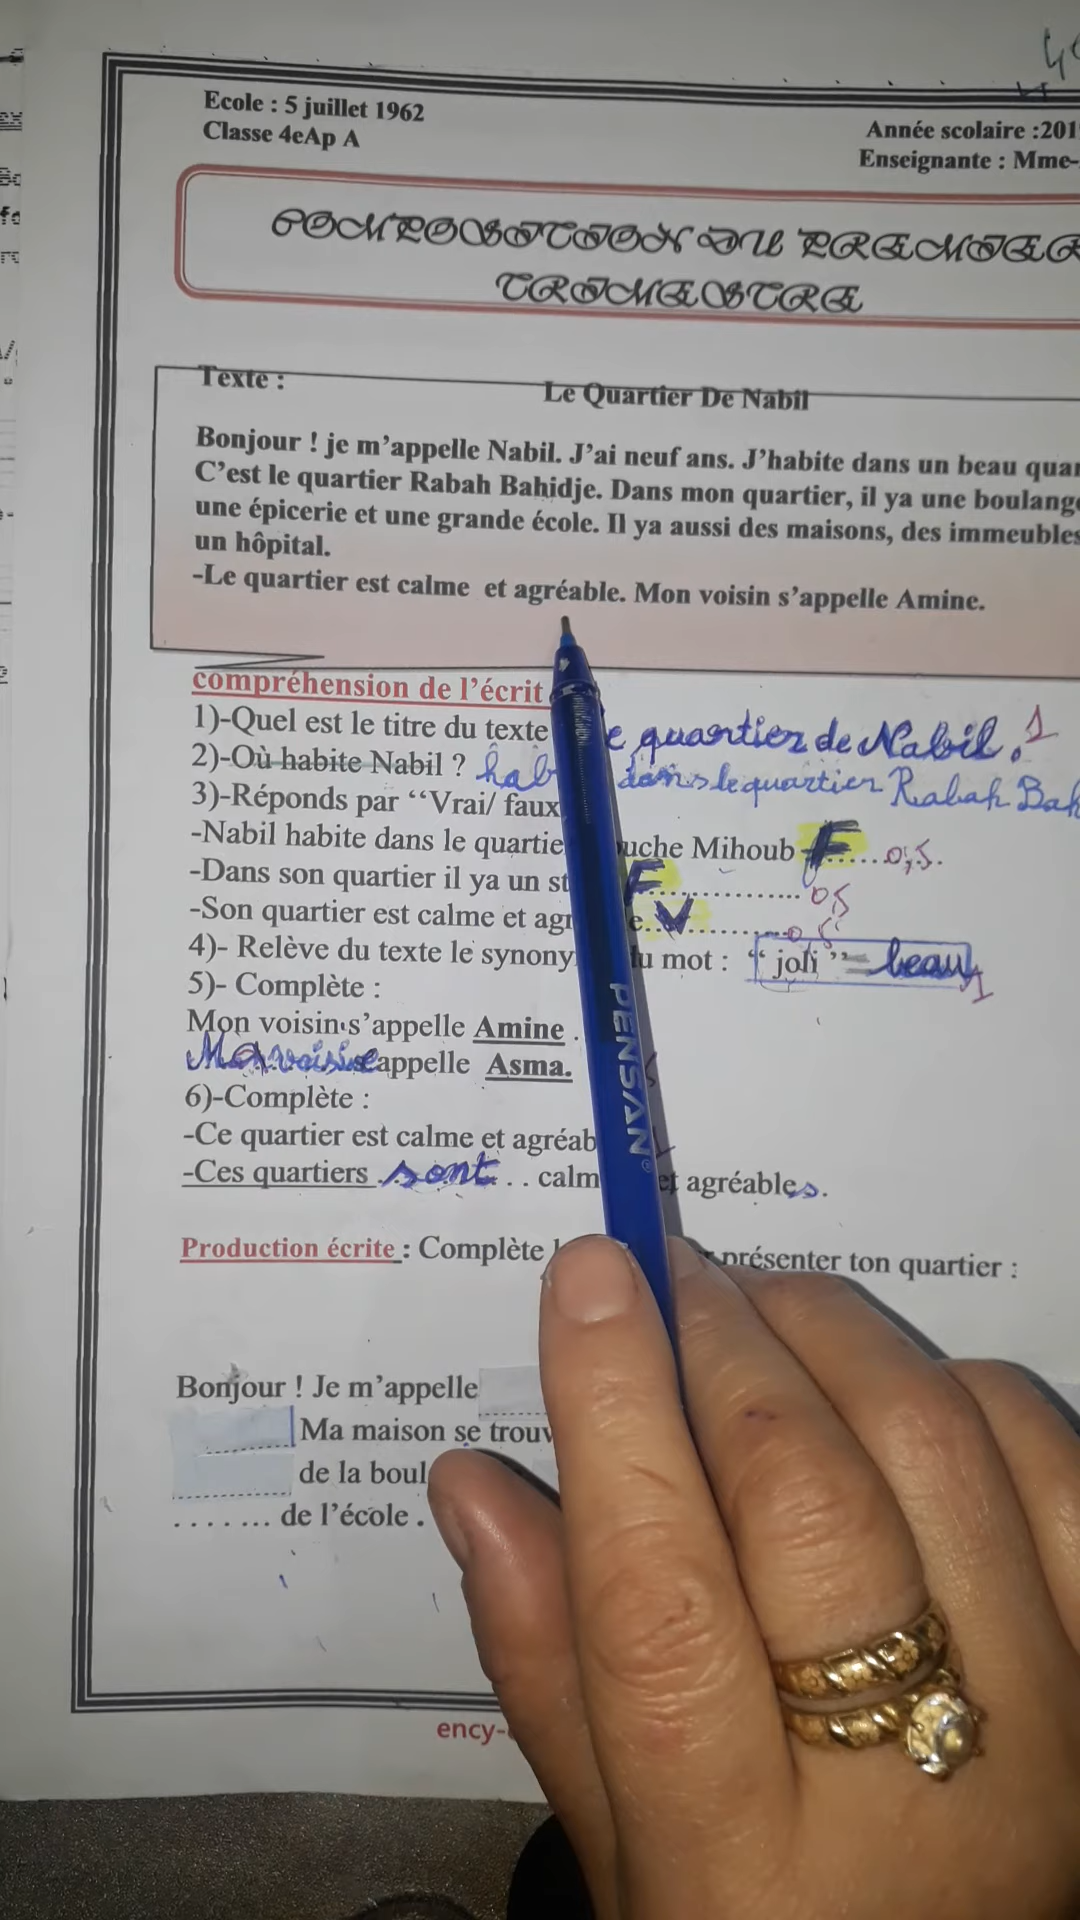 Ecole : 5 juillet 1962
Classe 4eAp A
Année scolaire :201
Enseignante : Mme-
COMPOSITION DU PREMIER
TRIMESTRE
Texte :
Le Quartier De Nabil
Bonjour ! je m’appelle Nabil. J’ai neuf ans. J’habite dans un beau quar
C’est le quartier Rabah Bahidje. Dans mon quartier, il ya une boulang
une épicerie et une grande école. Il ya aussi des maisons, des immeubles
un hôpital.
-Le quartier est calme et agréable. Mon voisin s’appelle Amine.
compréhension de l’écrit
1)-Quel est le titre du texte e quartier de Nabil. 1
2)-Où habite Nabil ? hab dans le quartier Rabah Bah
3)-Réponds par “Vrai/ faux
-Nabil habite dans le quartie uche Mihoub F ..... 0,5.
-Dans son quartier il ya un st F ............... 0,5
-Son quartier est calme et agr e.. V ..........
4)- Relève du texte le synony u mot : “ joli ” = beau 1
5)- Complète :
Mon voisin s’appelle Amine .
Ma voisine appelle Asma.
6)-Complète :
-Ce quartier est calme et agréab
-Ces quartiers sont . . calm et agréables.
Production écrite : Complète présenter ton quartier :
Bonjour ! Je m’appelle
Ma maison se trouv
de la boul
....... de l’école .
ency-
PENSAN®